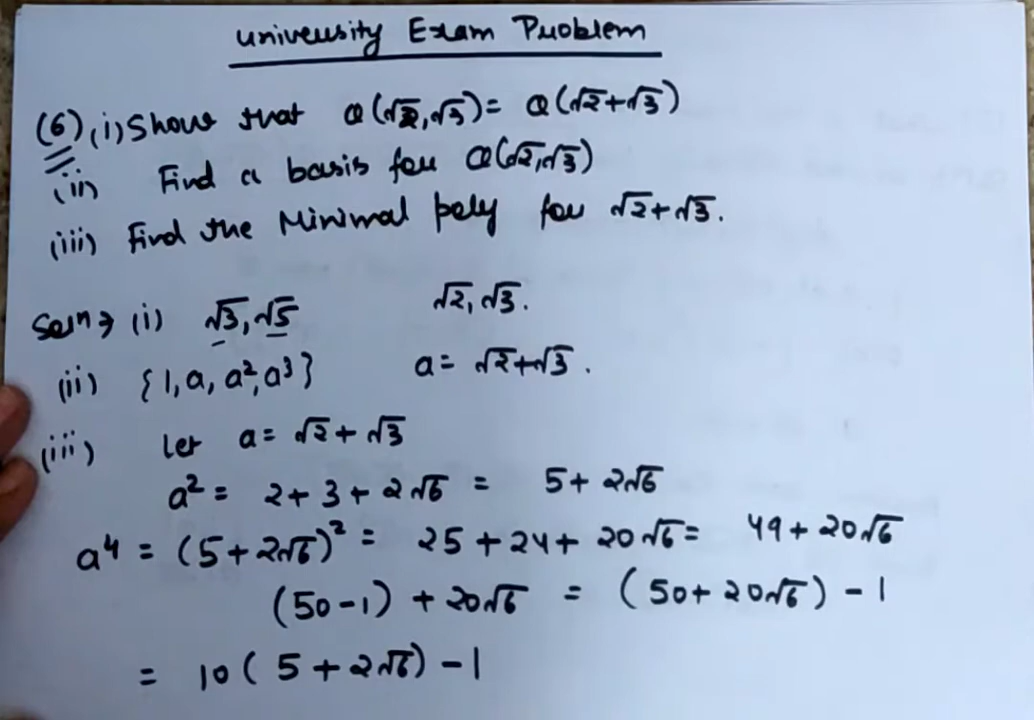 University Exam Problem
(6) (i) Show that Q(√2,√3) = Q(√2+√3)
(ii) Find a basis for Q(√2,√3)
(iii) Find the Minimal poly for √2+√3.
Soln → (i) √3,√5 √2,√3.
(ii) {1, a, a², a³} a = √2+√3.
(iii) let a = √2 + √3
a² = 2+3+2√6 = 5+2√6
a⁴ = (5+2√6)² = 25+24+20√6 = 49+20√6
(50-1) + 20√6 = (50+20√6) - 1
= 10(5+2√6) - 1